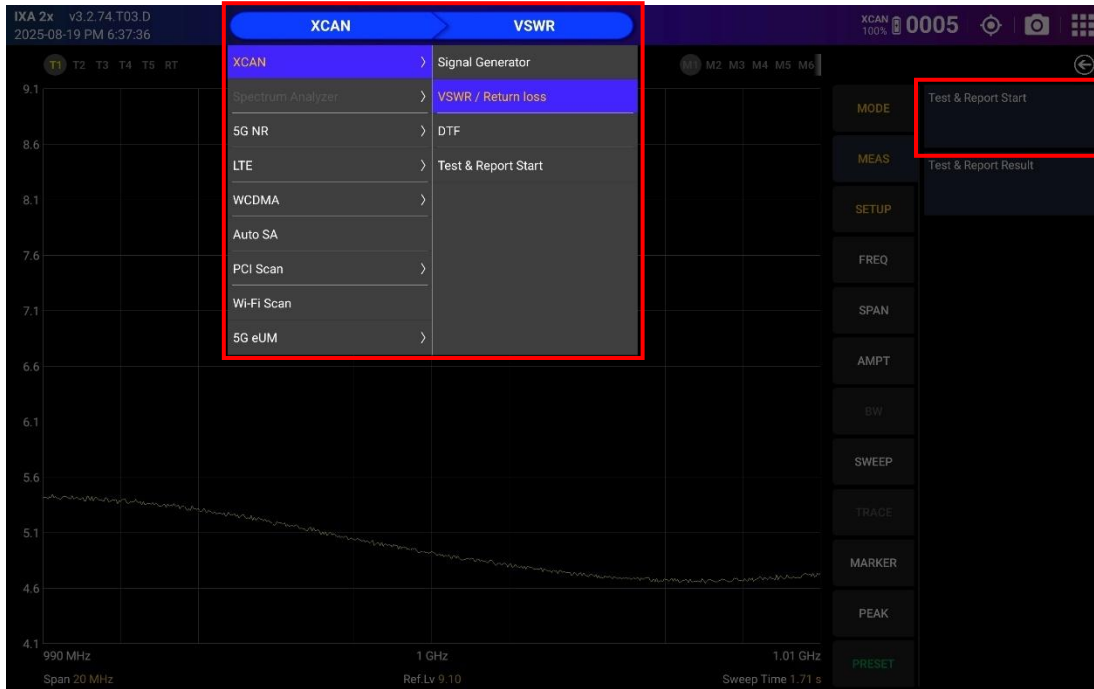 IXA 2x v3.2.74.T03.D
2025-08-19 PM 6:37:36
XCAN
VSWR
XCAN 100% 0005
T1 T2 T3 T4 T5 RT
M1 M2 M3 M4 M5 M6
XCAN
Signal Generator
Spectrum Analyzer
VSWR / Return loss
5G NR
DTF
LTE
Test & Report Start
WCDMA
Auto SA
PCI Scan
Wi-Fi Scan
5G eUM
9.1
8.6
8.1
7.6
7.1
6.6
6.1
5.6
5.1
4.6
4.1
990 MHz
1 GHz
1.01 GHz
Span 20 MHz
Ref.Lv 9.10
Sweep Time 1.71 s
MODE
MEAS
SETUP
FREQ
SPAN
AMPT
BW
SWEEP
TRACE
MARKER
PEAK
PRESET
Test & Report Start
Test & Report Result